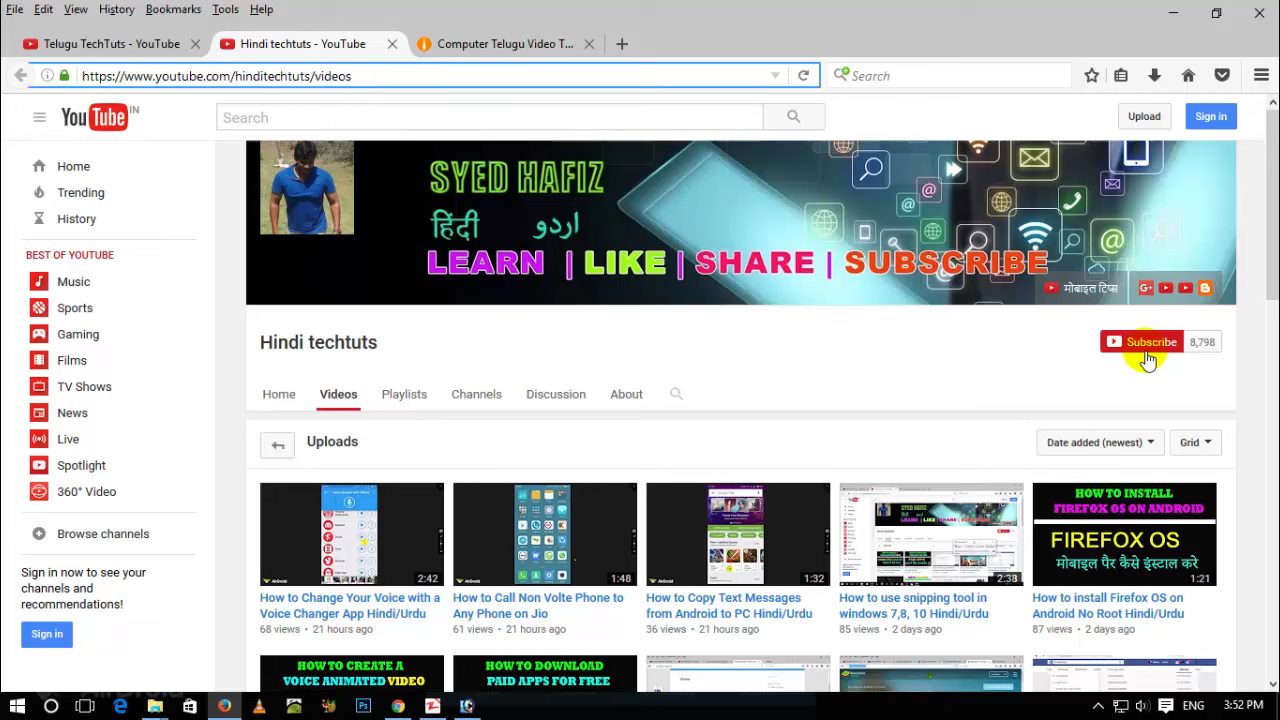 File Edit View History Bookmarks Tools Help
Telugu TechTuts - YouTube
Hindi techtuts - YouTube
Computer Telugu Video T...
https://www.youtube.com/hinditechtuts/videos
Search
YouTube IN
Search
Upload
Sign in
Home
Trending
History
BEST OF YOUTUBE
Music
Sports
Gaming
Films
TV Shows
News
Live
Spotlight
360° Video
Browse channels
Sign in now to see your
channels and
recommendations!
Sign in
SYED HAFIZ
हिंदी اردو
LEARN | LIKE | SHARE | SUBSCRIBE
मोबाइल टिप्स
Hindi techtuts
Subscribe 8,798
Home Videos Playlists Channels Discussion About
Uploads
Date added (newest)
Grid
2:42
How to Change Your Voice with a
Voice Changer App Hindi/Urdu
68 views • 21 hours ago
1:48
How to Call Non Volte Phone to
Any Phone on Jio
61 views • 21 hours ago
1:32
How to Copy Text Messages
from Android to PC Hindi/Urdu
36 views • 21 hours ago
2:38
How to use snipping tool in
windows 7,8, 10 Hindi/Urdu
85 views • 2 days ago
HOW TO INSTALL
FIREFOX OS ON ANDROID
FIREFOX OS
मोबाइल पैर कैसे इंस्टाल करे
1:21
How to install Firefox OS on
Android No Root Hindi/Urdu
87 views • 2 days ago
HOW TO CREATE A
VOICE ANIMATED VIDEO
HOW TO DOWNLOAD
PAID APPS FOR FREE
ENG
3:52 PM